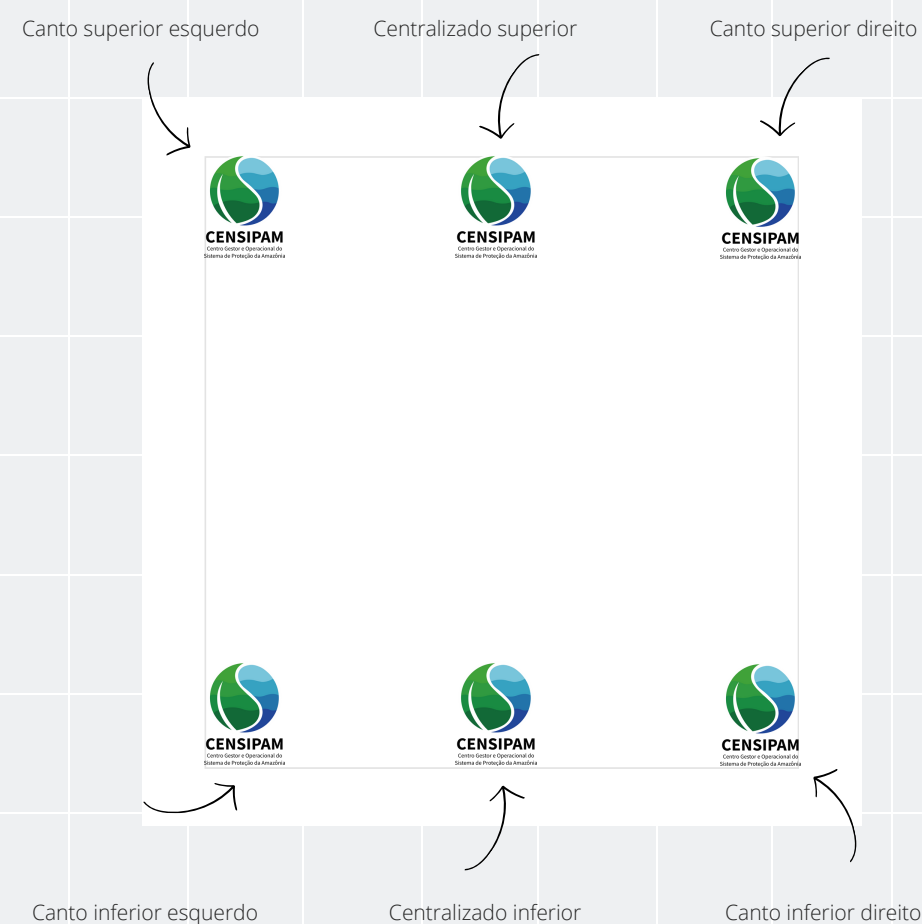 Canto superior esquerdo
Centralizado superior
Canto superior direito
CENSIPAM
Centro Gestor e Operacional do
Sistema de Proteção da Amazônia
CENSIPAM
Centro Gestor e Operacional do
Sistema de Proteção da Amazônia
CENSIPAM
Centro Gestor e Operacional do
Sistema de Proteção da Amazônia
CENSIPAM
Centro Gestor e Operacional do
Sistema de Proteção da Amazônia
CENSIPAM
Centro Gestor e Operacional do
Sistema de Proteção da Amazônia
CENSIPAM
Centro Gestor e Operacional do
Sistema de Proteção da Amazônia
Canto inferior esquerdo
Centralizado inferior
Canto inferior direito